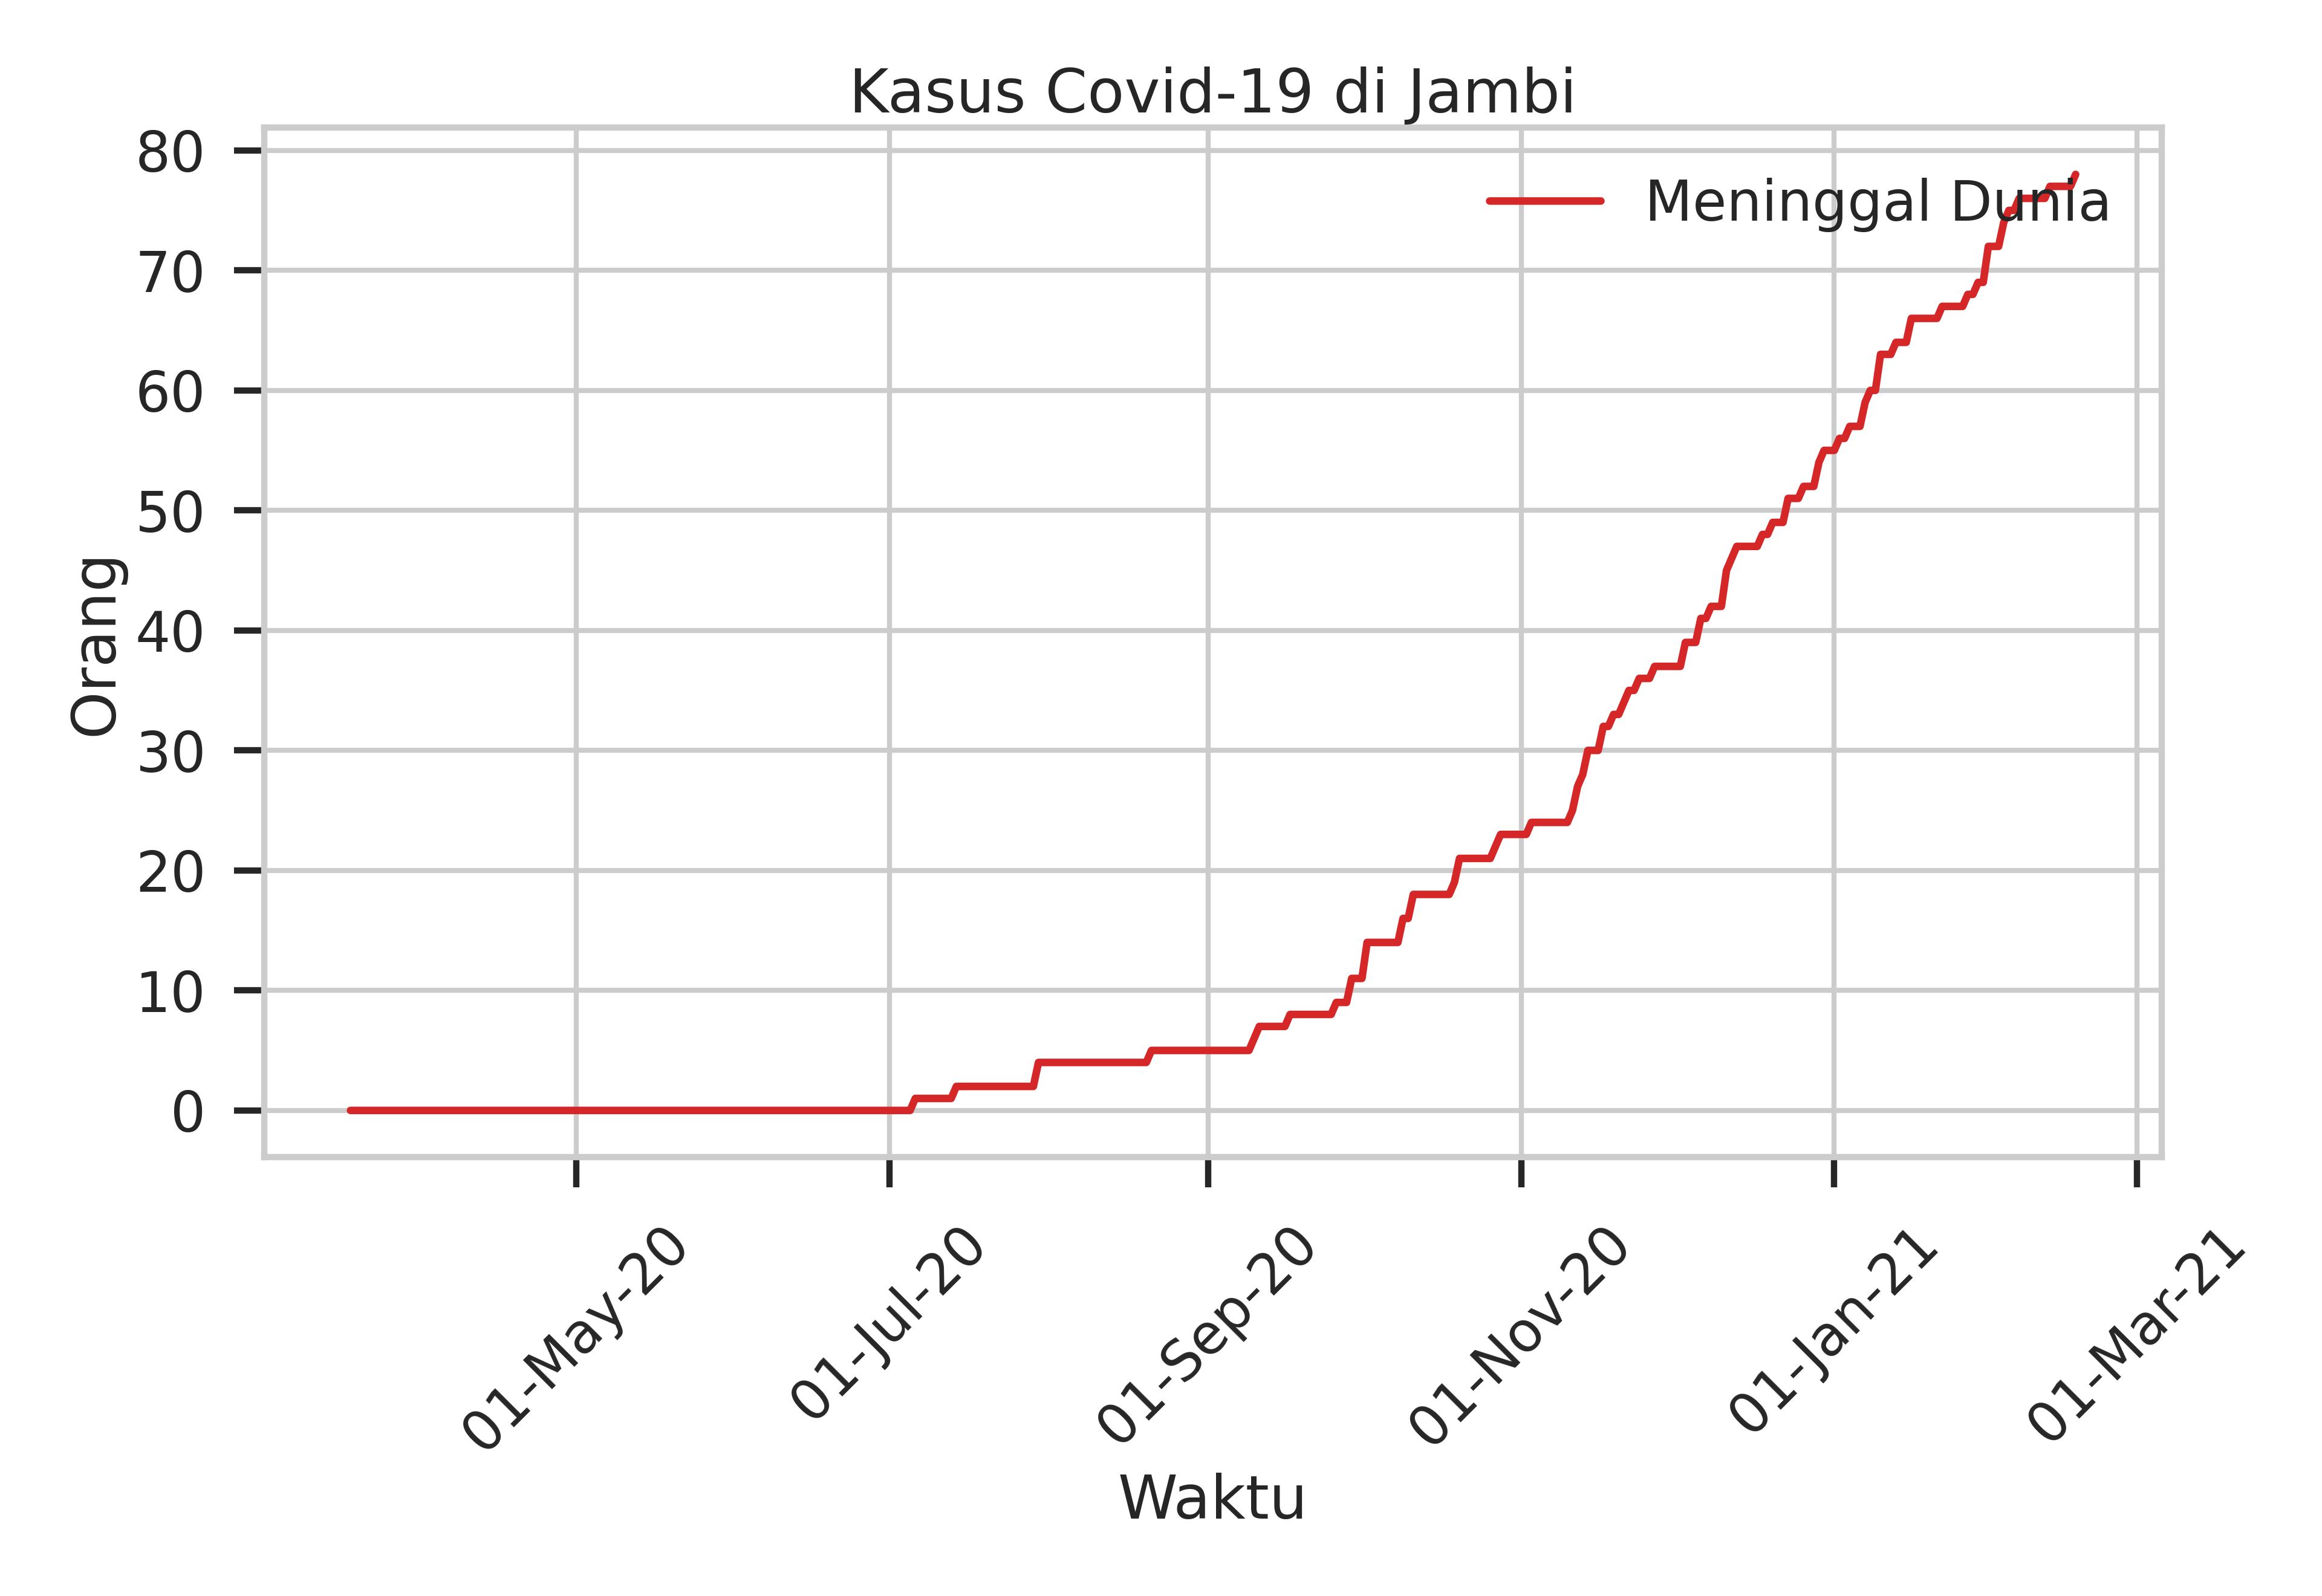 Kasus Covid-19 di Jambi
Meninggal Dunia
80
70
60
50
40
30
20
10
0
Orang
01-May-20
01-Jul-20
01-Sep-20
01-Nov-20
01-Jan-21
01-Mar-21
Waktu